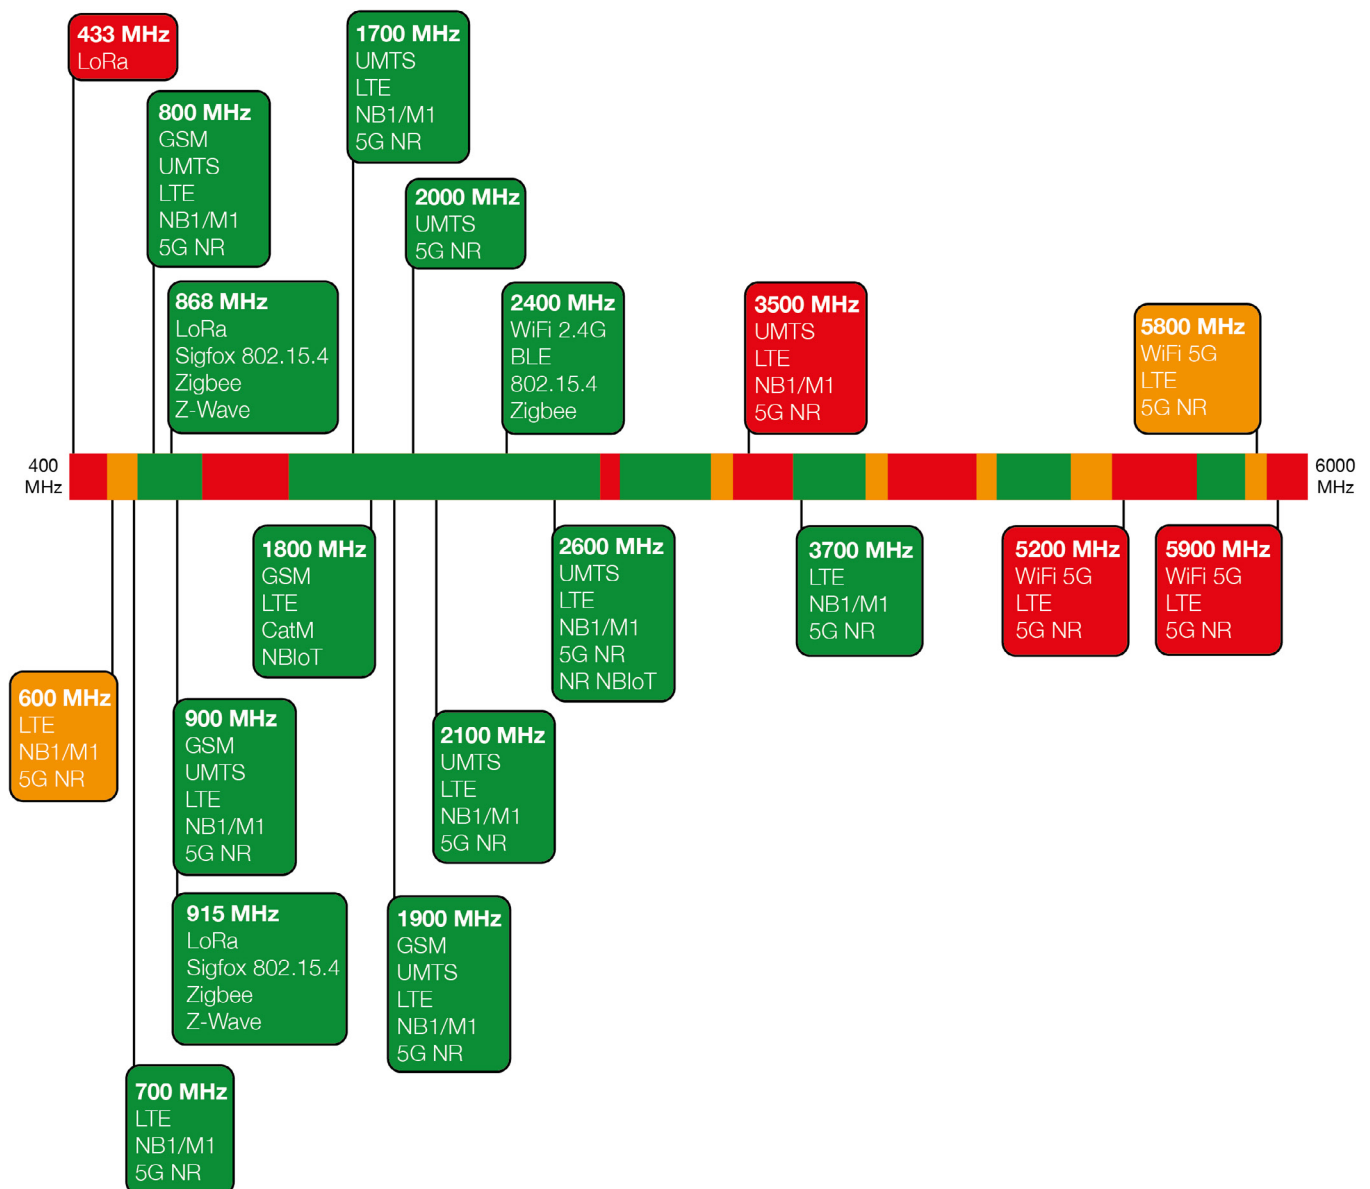 433 MHz
LoRa
1700 MHz
UMTS
LTE
NB1/M1
5G NR
800 MHz
GSM
UMTS
LTE
NB1/M1
5G NR
2000 MHz
UMTS
5G NR
868 MHz
LoRa
Sigfox 802.15.4
Zigbee
Z-Wave
2400 MHz
WiFi 2.4G
BLE
802.15.4
Zigbee
3500 MHz
UMTS
LTE
NB1/M1
5G NR
5800 MHz
WiFi 5G
LTE
5G NR
400
MHz
6000
MHz
1800 MHz
GSM
LTE
CatM
NBIoT
2600 MHz
UMTS
LTE
NB1/M1
5G NR
NR NBIoT
3700 MHz
LTE
NB1/M1
5G NR
5200 MHz
WiFi 5G
LTE
5G NR
5900 MHz
WiFi 5G
LTE
5G NR
600 MHz
LTE
NB1/M1
5G NR
900 MHz
GSM
UMTS
LTE
NB1/M1
5G NR
2100 MHz
UMTS
LTE
NB1/M1
5G NR
915 MHz
LoRa
Sigfox 802.15.4
Zigbee
Z-Wave
1900 MHz
GSM
UMTS
LTE
NB1/M1
5G NR
700 MHz
LTE
NB1/M1
5G NR